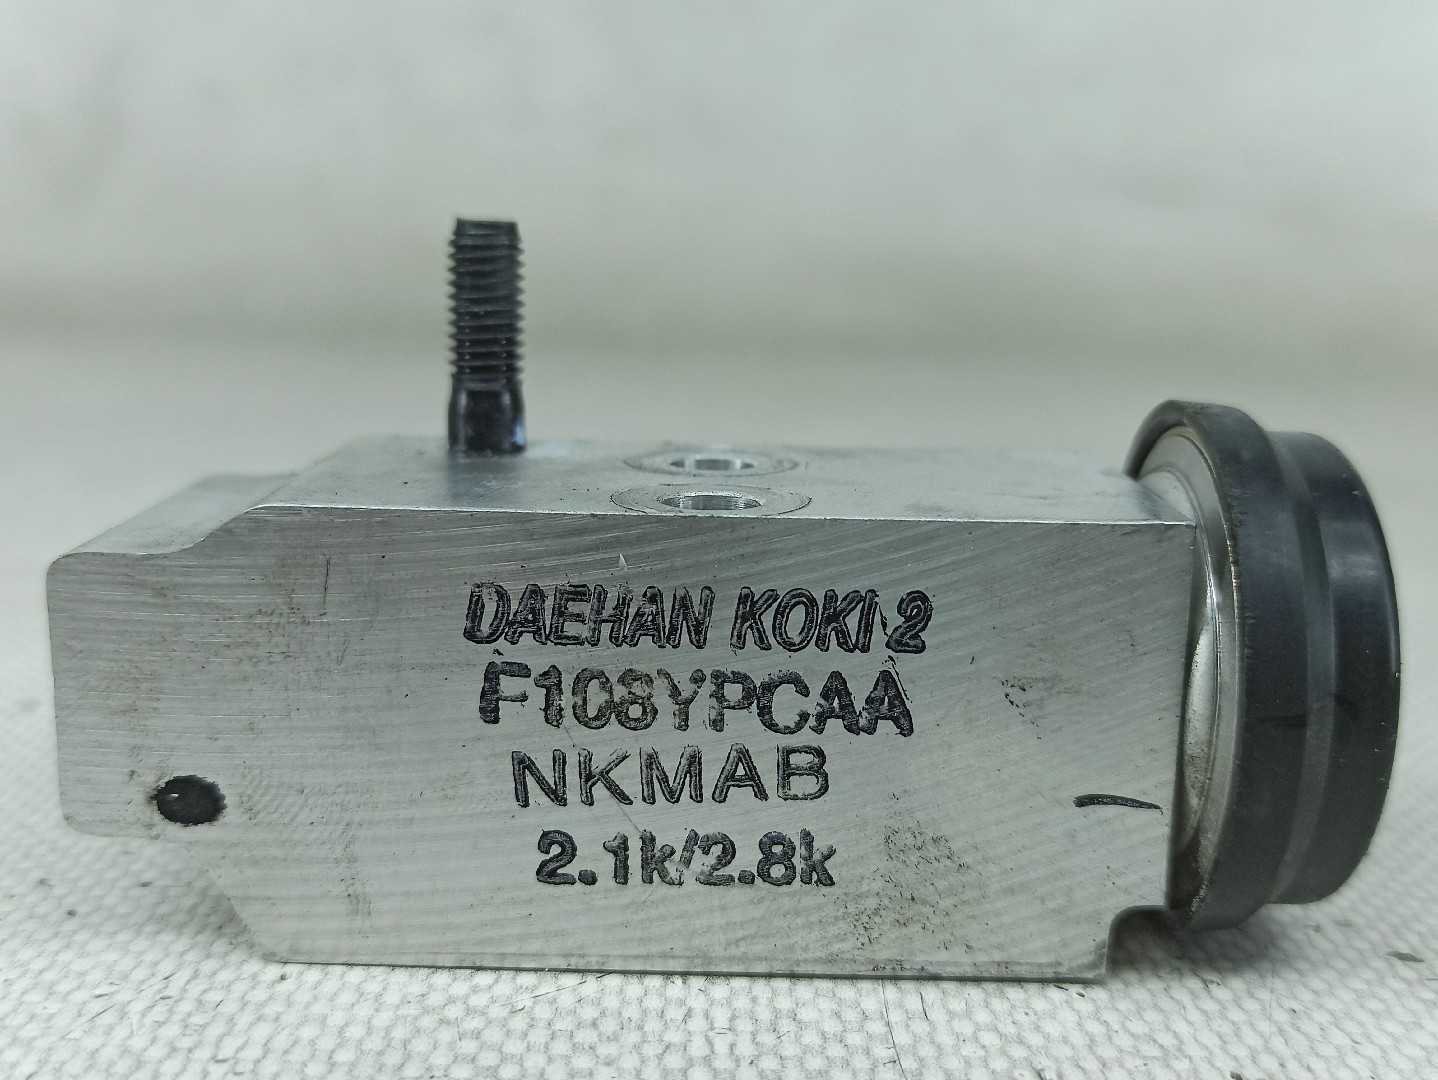 DAEHAN KOKI 2
F108YPCAA
NKMAB
2.1k/2.8k